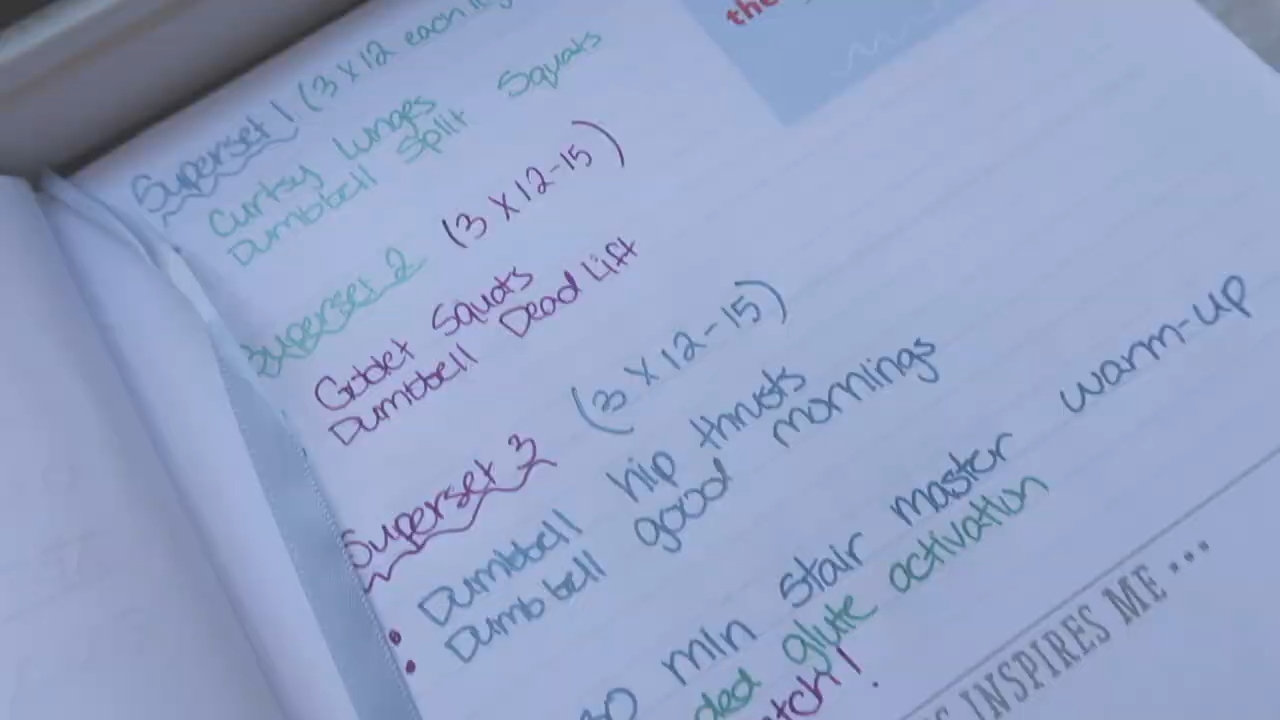 the
Superset 1 (3 x 12 each leg
Curtsy lunges
Dumbbell Split Squats
Superset 2 (3 x 12-15)
Goblet Squats
Dumbbell Dead Lift
Superset 3 (3 x 12-15)
• Dumbbell hip thrusts
• Dumbbell good mornings
30 min stair master warm-up
glute activation
INSPIRES ME...